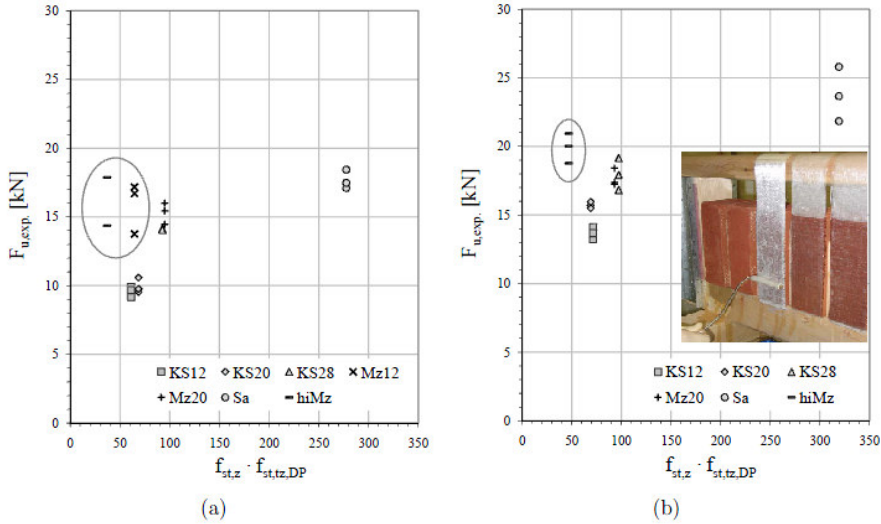 30
25
20
15
10
5
0
F_u,exp. [kN]
KS12 KS20 KS28 Mz12
Mz20 Sa hiMz
0 50 100 150 200 250 300 350
f_st,z · f_st,tz,DP
(a)
30
25
20
15
10
5
0
F_u,exp. [kN]
KS12 KS20 KS28
Mz20 Sa hiMz
0 50 100 150 200 250 300 350
f_st,z · f_st,tz,DP
(b)